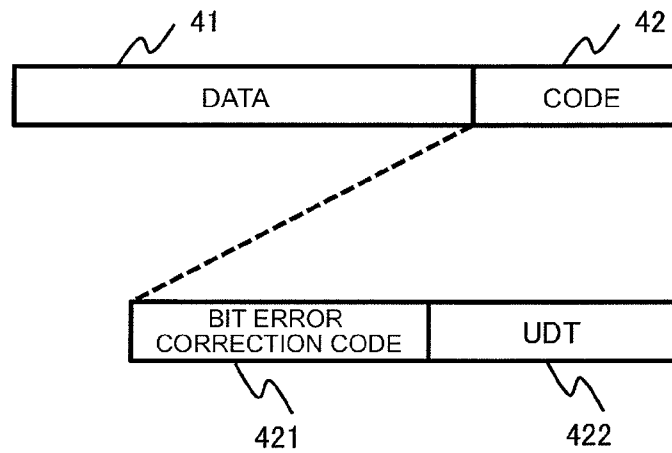 41
42
DATA
CODE
BIT ERROR
CORRECTION CODE
UDT
421
422